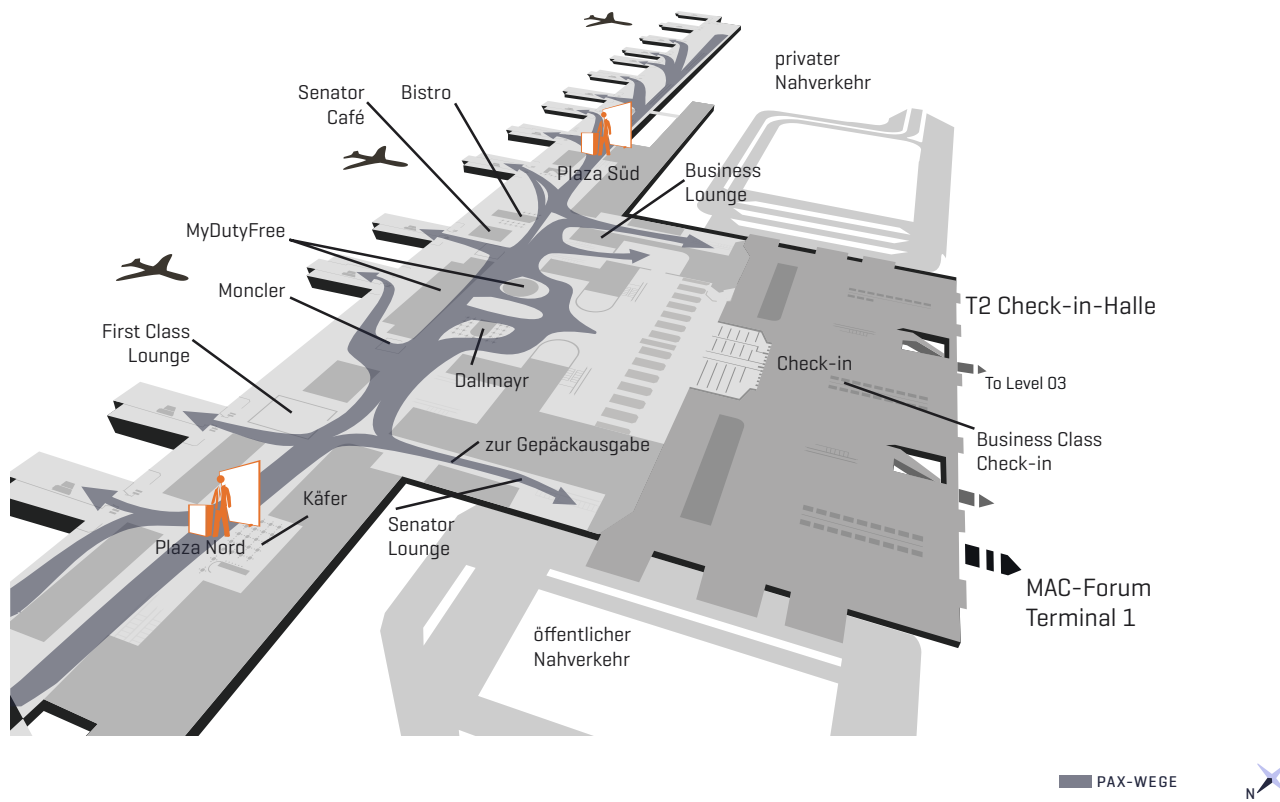 privater
Nahverkehr
Senator
Café
Bistro
Plaza Süd
Business
Lounge
MyDutyFree
Moncler
T2 Check-in-Halle
First Class
Lounge
Check-in
Dallmayr
To Level 03
zur Gepäckausgabe
Business Class
Check-in
Käfer
Senator
Lounge
Plaza Nord
MAC-Forum
Terminal 1
öffentlicher
Nahverkehr
PAX-WEGE
N